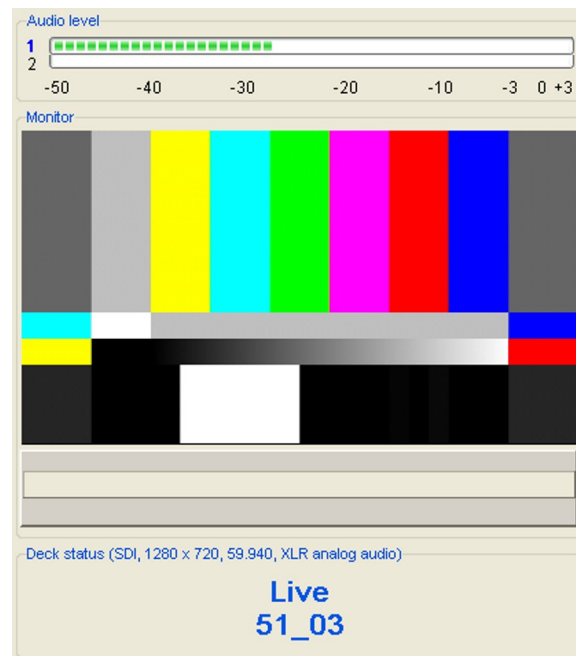 Audio level
1
2
-50 -40 -30 -20 -10 -3 0 +3
Monitor
Deck status (SDI, 1280 x 720, 59.940, XLR analog audio)
Live
51_03